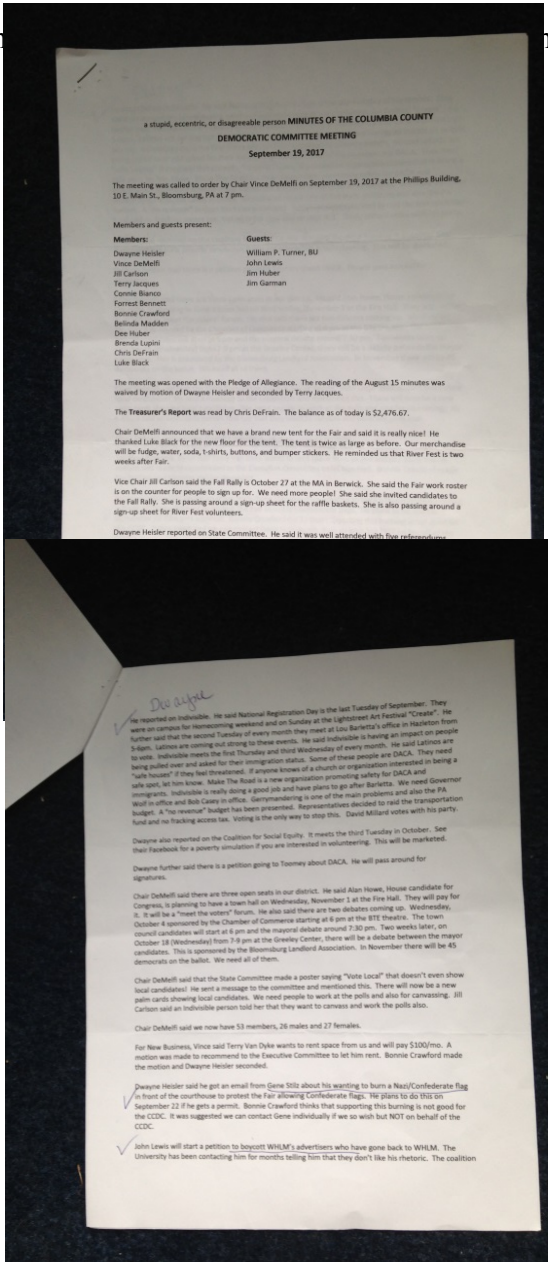 a stupid, eccentric, or disagreeable person MINUTES OF THE COLUMBIA COUNTY
DEMOCRATIC COMMITTEE MEETING
September 19, 2017
The meeting was called to order by Chair Vince DeMelfi on September 19, 2017 at the Phillips Building,
10 E. Main St., Bloomsburg, PA at 7 pm.
Members and guests present:
Members: Guests:
Dwayne Heisler William P. Turner, BU
Vince DeMelfi John Lewis
Jill Carlson Jim Huber
Terry Jacques Jim Garman
Connie Bianco
Forrest Bennett
Bonnie Crawford
Belinda Madden
Dee Huber
Brenda Lupini
Chris DeFrain
Luke Black
The meeting was opened with the Pledge of Allegiance. The reading of the August 15 minutes was
waived by motion of Dwayne Heisler and seconded by Terry Jacques.
The Treasurer's Report was read by Chris DeFrain. The balance as of today is $2,476.67.
Chair DeMelfi announced that we have a brand new tent for the Fair and said it is really nice! He
thanked Luke Black for the new floor for the tent. The tent is twice as large as before. Our merchandise
will be fudge, water, soda, t-shirts, buttons, and bumper stickers. He reminded us that River Fest is two
weeks after Fair.
Vice Chair Jill Carlson said the Fall Rally is October 27 at the MA in Berwick. She said the Fair work roster
is on the counter for people to sign up for. We need more people! She said she invited candidates to
the Fall Rally. She is passing around a sign-up sheet for the raffle baskets. She is also passing around a
sign-up sheet for River Fest volunteers.
Dwayne Heisler reported on State Committee. He said it was well attended with five referendums
Dwayne
He reported on Indivisible. He said National Registration Day is the last Tuesday of September. They
were on campus for Homecoming weekend and on Sunday at the Lightstreet Art Festival "Create". He
further said that the second Tuesday of every month they meet at Lou Barletta's office in Hazleton from
5-6pm. Latinos are coming out strong to these events. He said Indivisible is having an impact on people
to vote. Indivisible meets the first Thursday and third Wednesday of every month. He said Latinos are
being pulled over and asked for their immigration status. Some of these people are DACA. They need
"safe houses" if they feel threatened. If anyone knows of a church or organization interested in being a
safe spot, let him know. Make The Road is a new organization promoting safety for DACA and
immigrants. Indivisible is really doing a good job and have plans to go after Barletta. We need Governor
Wolf in office and Bob Casey in office. Gerrymandering is one of the main problems and also the PA
budget. A "no revenue" budget has been presented. Representatives decided to raid the transportation
fund and no fracking access tax. Voting is the only way to stop this. David Millard votes with his party.
Dwayne also reported on the Coalition for Social Equity. It meets the third Tuesday in October. See
their Facebook for a poverty simulation if you are interested in volunteering. This will be marketed.
Dwayne further said there is a petition going to Toomey about DACA. He will pass around for
signatures.
Chair DeMelfi said there are three open seats in our district. He said Alan Howe, House candidate for
Congress, is planning to have a town hall on Wednesday, November 1 at the Fire Hall. They will pay for
it. It will be a "meet the voters" forum. He also said there are two debates coming up. Wednesday,
October 4 sponsored by the Chamber of Commerce starting at 6 pm at the BTE theatre. The town
council candidates will start at 6 pm and the mayoral debate around 7:30 pm. Two weeks later, on
October 18 (Wednesday) from 7-9 pm at the Greeley Center, there will be a debate between the mayor
candidates. This is sponsored by the Bloomsburg Landlord Association. In November there will be 45
democrats on the ballot. We need all of them.
Chair DeMelfi said that the State Committee made a poster saying "Vote Local" that doesn't even show
local candidates! He sent a message to the committee and mentioned this. There will now be a new
palm cards showing local candidates. We need people to work at the polls and also for canvassing. Jill
Carlson said an Indivisible person told her that they want to canvass and work the polls also.
Chair DeMelfi said we now have 53 members, 26 males and 27 females.
For New Business, Vince said Terry Van Dyke wants to rent space from us and will pay $100/mo. A
motion was made to recommend to the Executive Committee to let him rent. Bonnie Crawford made
the motion and Dwayne Heisler seconded.
Dwayne Heisler said he got an email from Gene Stilz about his wanting to burn a Nazi/Confederate flag
in front of the courthouse to protest the Fair allowing Confederate flags. He plans to do this on
September 22 if he gets a permit. Bonnie Crawford thinks that supporting this burning is not good for
the CCDC. It was suggested we can contact Gene individually if we so wish but NOT on behalf of the
CCDC.
John Lewis will start a petition to boycott WHLM's advertisers who have gone back to WHLM. The
University has been contacting him for months telling him that they don't like his rhetoric. The coalition